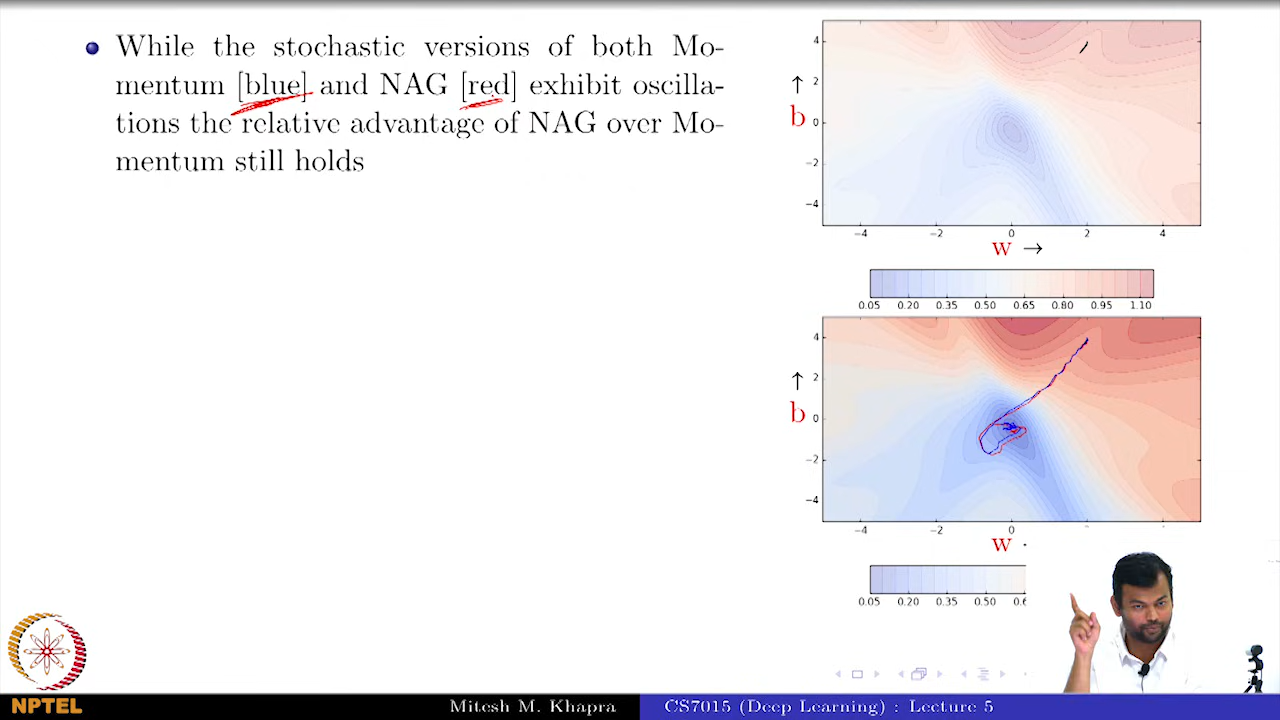 While the stochastic versions of both Mo-
mentum [blue] and NAG [red] exhibit oscilla-
tions the relative advantage of NAG over Mo-
mentum still holds
4
2
0
−2
−4
↑
b
−4 −2 0 2 4
w →
0.05 0.20 0.35 0.50 0.65 0.80 0.95 1.10
4
2
0
−2
−4
↑
b
−4 −2 0
w
0.05 0.20 0.35 0.50
NPTEL
Mitesh M. Khapra CS7015 (Deep Learning) : Lecture 5